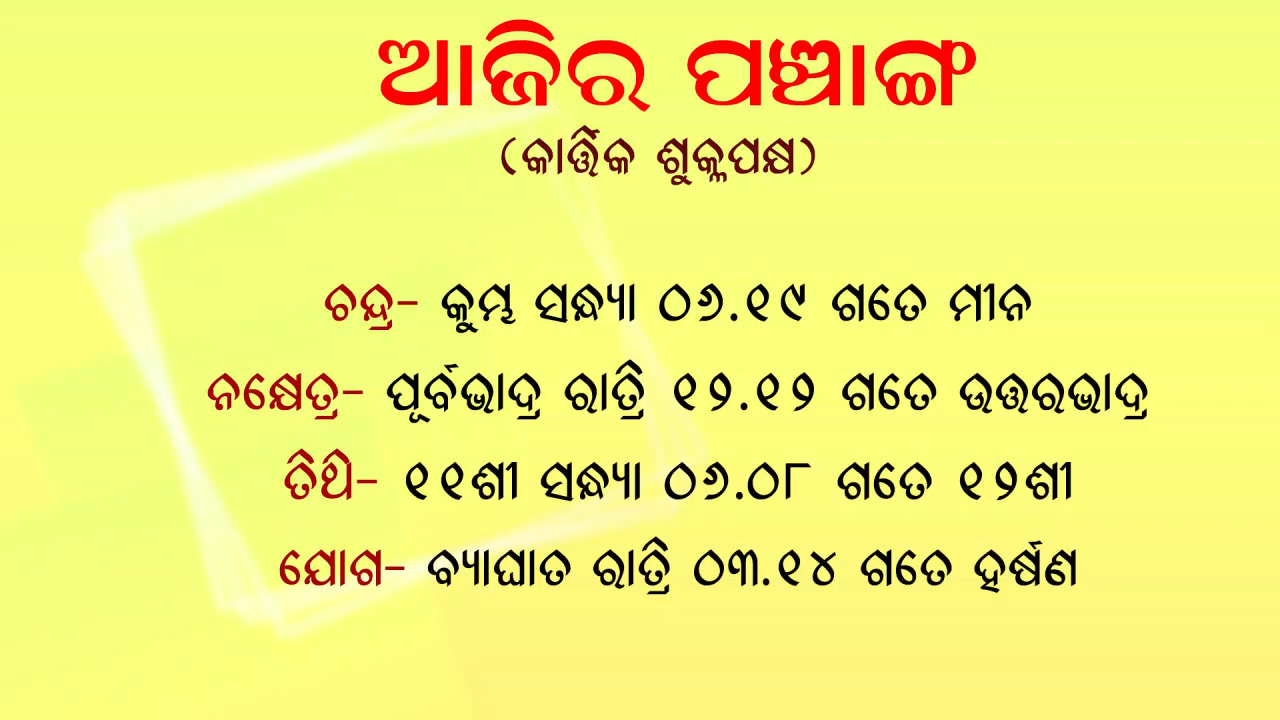 ଆଜିର ପଞ୍ଚାଙ୍ଗ
(କାର୍ତ୍ତିକ ଶୁକ୍ଳପକ୍ଷ)
ଚନ୍ଦ୍ର- କୁମ୍ଭ ସନ୍ଧ୍ୟା ୦୬.୧୯ ଗତେ ମୀନ
ନକ୍ଷେତ୍ର- ପୂର୍ବଭାଦ୍ର ରାତ୍ରି ୧୨.୧୨ ଗତେ ଉତ୍ତରଭାଦ୍ର
ତିଥି- ୧୧ଶୀ ସନ୍ଧ୍ୟା ୦୬.୦୮ ଗତେ ୧୨ଶୀ
ଯୋଗ- ବ୍ୟାଘାତ ରାତ୍ରି ୦୩.୧୪ ଗତେ ହର୍ଷଣ